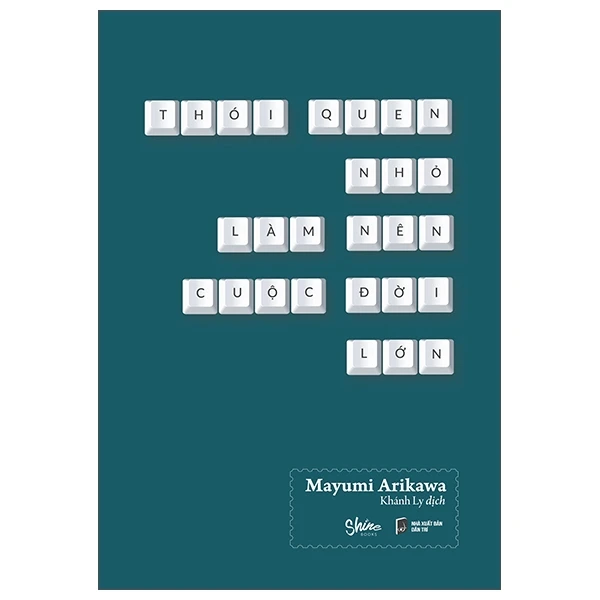 THÓI QUEN
NHỎ
LÀM NÊN
CUỘC ĐỜI
LỚN
Mayumi Arikawa
Khánh Ly dịch
Shine
BOOKS
NHÀ XUẤT BẢN
DÂN TRÍ